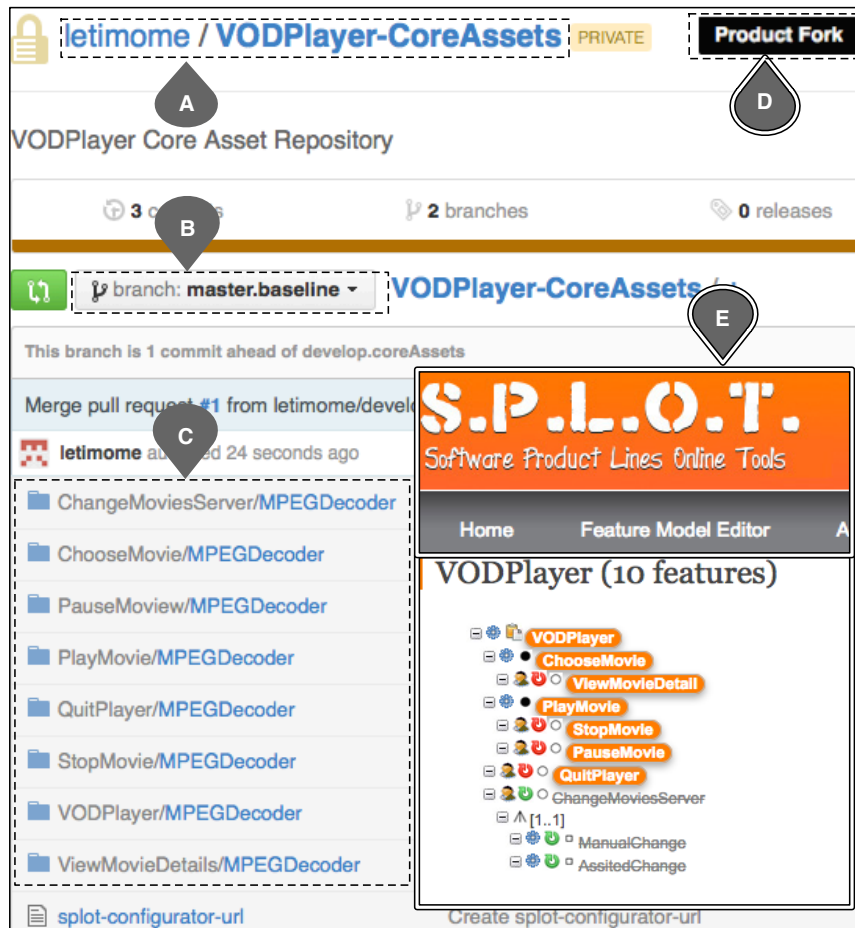 letimome / VODPlayer-CoreAssets PRIVATE
Product Fork
A
D
VODPlayer Core Asset Repository
3
B
2 branches
0 releases
branch: master.baseline
VODPlayer-CoreAssets /
E
This branch is 1 commit ahead of develop.coreAssets
Merge pull request #1 from letimome/
letimome
24 seconds ago
C
ChangeMoviesServer/MPEGDecoder
ChooseMovie/MPEGDecoder
PauseMoview/MPEGDecoder
PlayMovie/MPEGDecoder
QuitPlayer/MPEGDecoder
StopMovie/MPEGDecoder
VODPlayer/MPEGDecoder
ViewMovieDetails/MPEGDecoder
splot-configurator-url
Create splot-configurator-url
S.P.L.O.T.
Software Product Lines Online Tools
Home Feature Model Editor A
VODPlayer (10 features)
VODPlayer
ChooseMovie
ViewMovieDetail
PlayMovie
StopMovie
PauseMovie
QuitPlayer
ChangeMoviesServer
[1..1]
ManualChange
AssitedChange